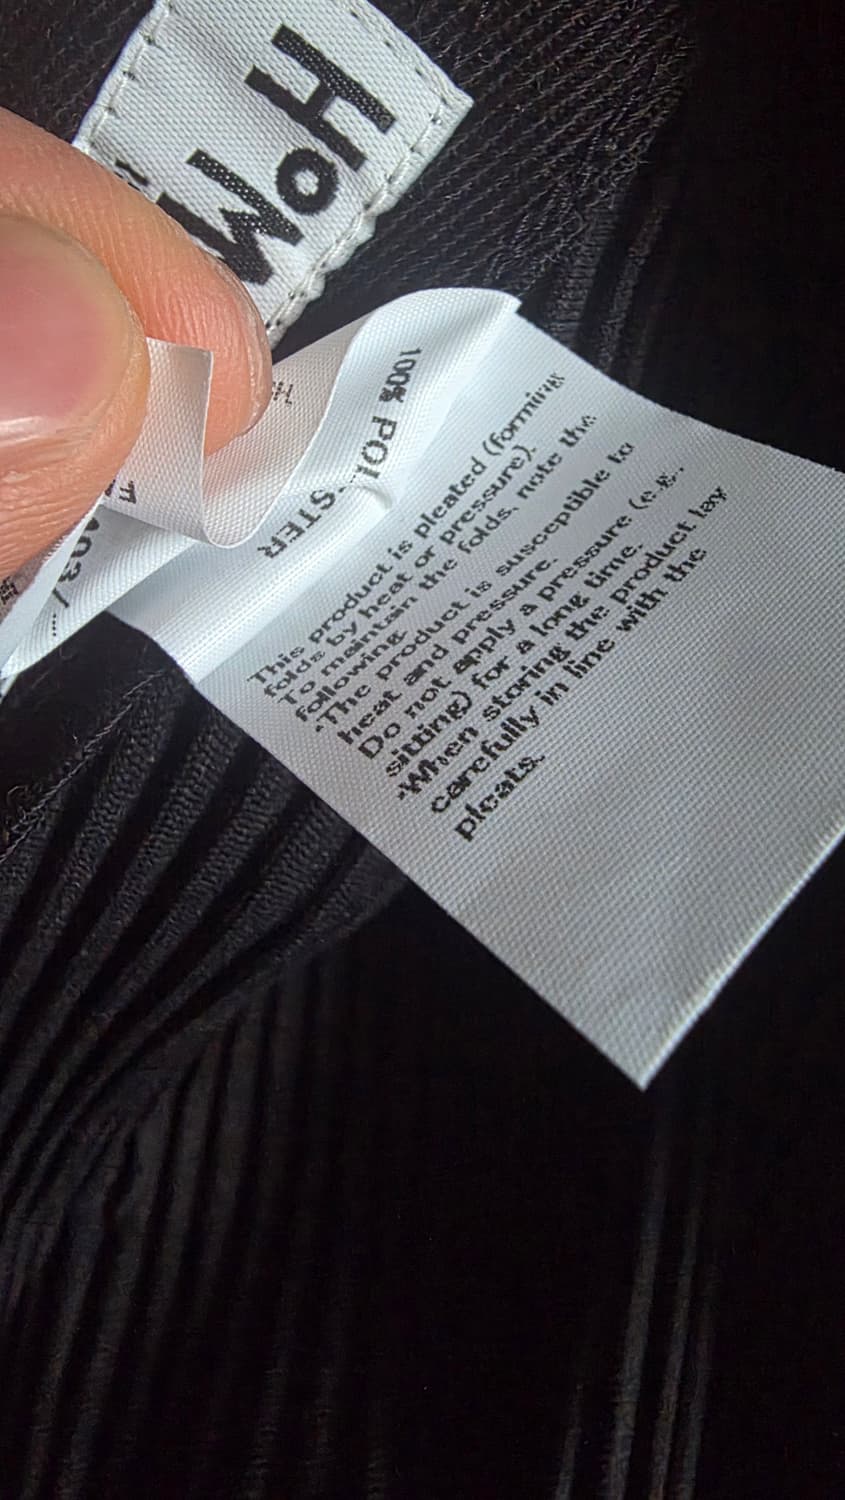 HOM
100% POL STER
This product is pleated (forming
folds by heat or pressure).
To maintain the folds, note the
following
•The product is susceptible to
heat and pressure.
Do not apply a pressure (e.g.,
sitting) for a long time.
•When storing the product lay
carefully in line with the
pleats.